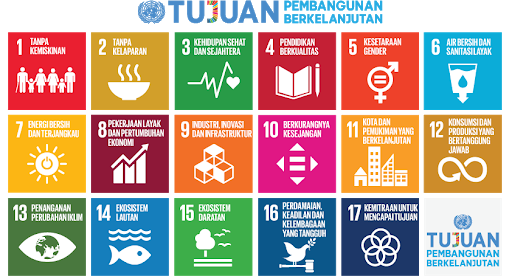 TUJUAN PEMBANGUNAN
BERKELANJUTAN
1 TANPA
KEMISKINAN
2 TANPA
KELAPARAN
3 KEHIDUPAN SEHAT
DAN SEJAHTERA
4 PENDIDIKAN
BERKUALITAS
5 KESETARAAN
GENDER
6 AIR BERSIH DAN
SANITASI LAYAK
7 ENERGI BERSIH
DAN TERJANGKAU
8 PEKERJAAN LAYAK
DAN PERTUMBUHAN
EKONOMI
9 INDUSTRI, INOVASI
DAN INFRASTRUKTUR
10 BERKURANGNYA
KESENJANGAN
11 KOTA DAN
PEMUKIMAN YANG
BERKELANJUTAN
12 KONSUMSI DAN
PRODUKSI YANG
BERTANGGUNG
JAWAB
13 PENANGANAN
PERUBAHAN IKLIM
14 EKOSISTEM
LAUTAN
15 EKOSISTEM
DARATAN
16 PERDAMAIAN,
KEADILAN DAN
KELEMBAGAAN
YANG TANGGUH
17 KEMITRAAN UNTUK
MENCAPAI TUJUAN
TUJUAN
PEMBANGUNAN
BERKELANJUTAN